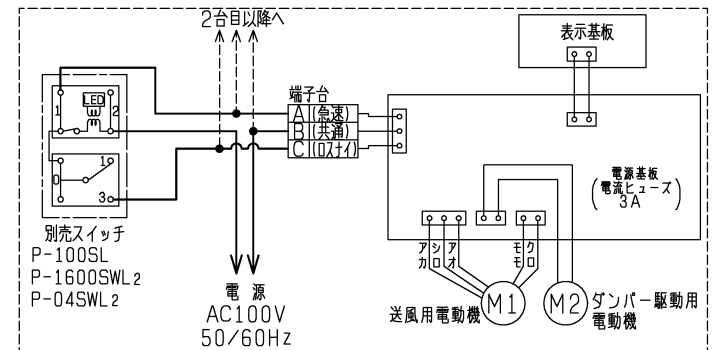 2台目以降へ
表示基板
端子台
LED
1
2
A (急速)
B (共通)
C (ロスナイ)
0
1
3
電源基板
(電流ヒューズ)
3A
別売スイッチ
P-100SL
P-1600SWL2
P-04SWL2
アカ
シロ
アオ
モモ
クロ
電源
AC100V
50/60Hz
送風用電動機
M1
M2
ダンパー駆動用
電動機